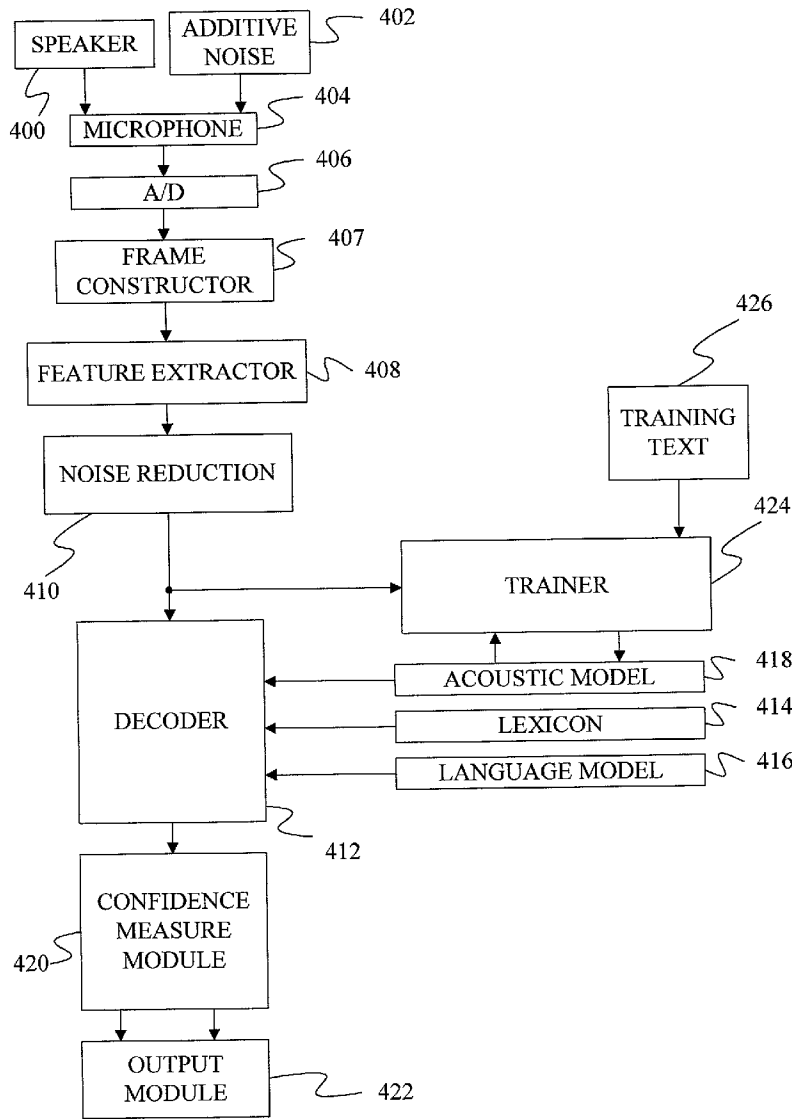 SPEAKER
400
ADDITIVE
NOISE
402
MICROPHONE
404
A/D
406
FRAME
CONSTRUCTOR
407
FEATURE EXTRACTOR
408
NOISE REDUCTION
410
426
TRAINING
TEXT
424
TRAINER
ACOUSTIC MODEL
418
LEXICON
414
LANGUAGE MODEL
416
DECODER
412
CONFIDENCE
MEASURE
MODULE
420
OUTPUT
MODULE
422